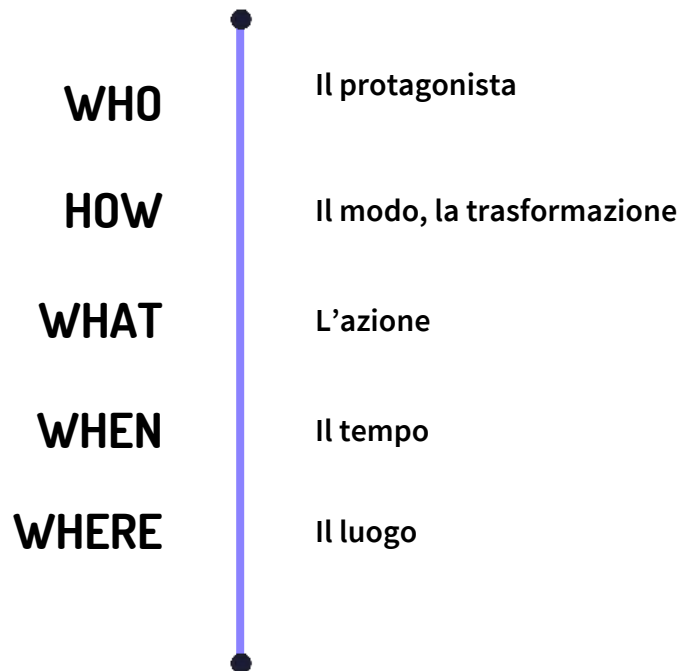 WHO
Il protagonista
HOW
Il modo, la trasformazione
WHAT
L’azione
WHEN
Il tempo
WHERE
Il luogo